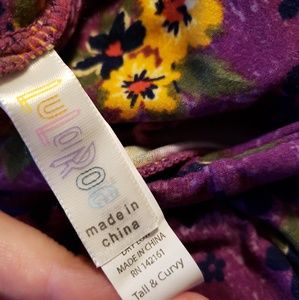 LULAROE
made in
china
MADE IN CHINA
RN 142161
Tall & Curvy